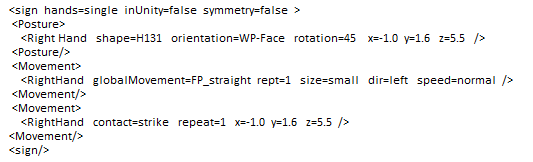 <sign hands=single inUnity=false symmetry=false >
<Posture>
<Right Hand shape=H131 orientation=WP-Face rotation=45 x=-1.0 y=1.6 z=5.5 />
<Posture/>
<Movement>
<RightHand globalMovement=FP_straight rept=1 size=small dir=left speed=normal />
<Movement/>
<Movement>
<RightHand contact=strike repeat=1 x=-1.0 y=1.6 z=5.5 />
<Movement/>
<sign/>